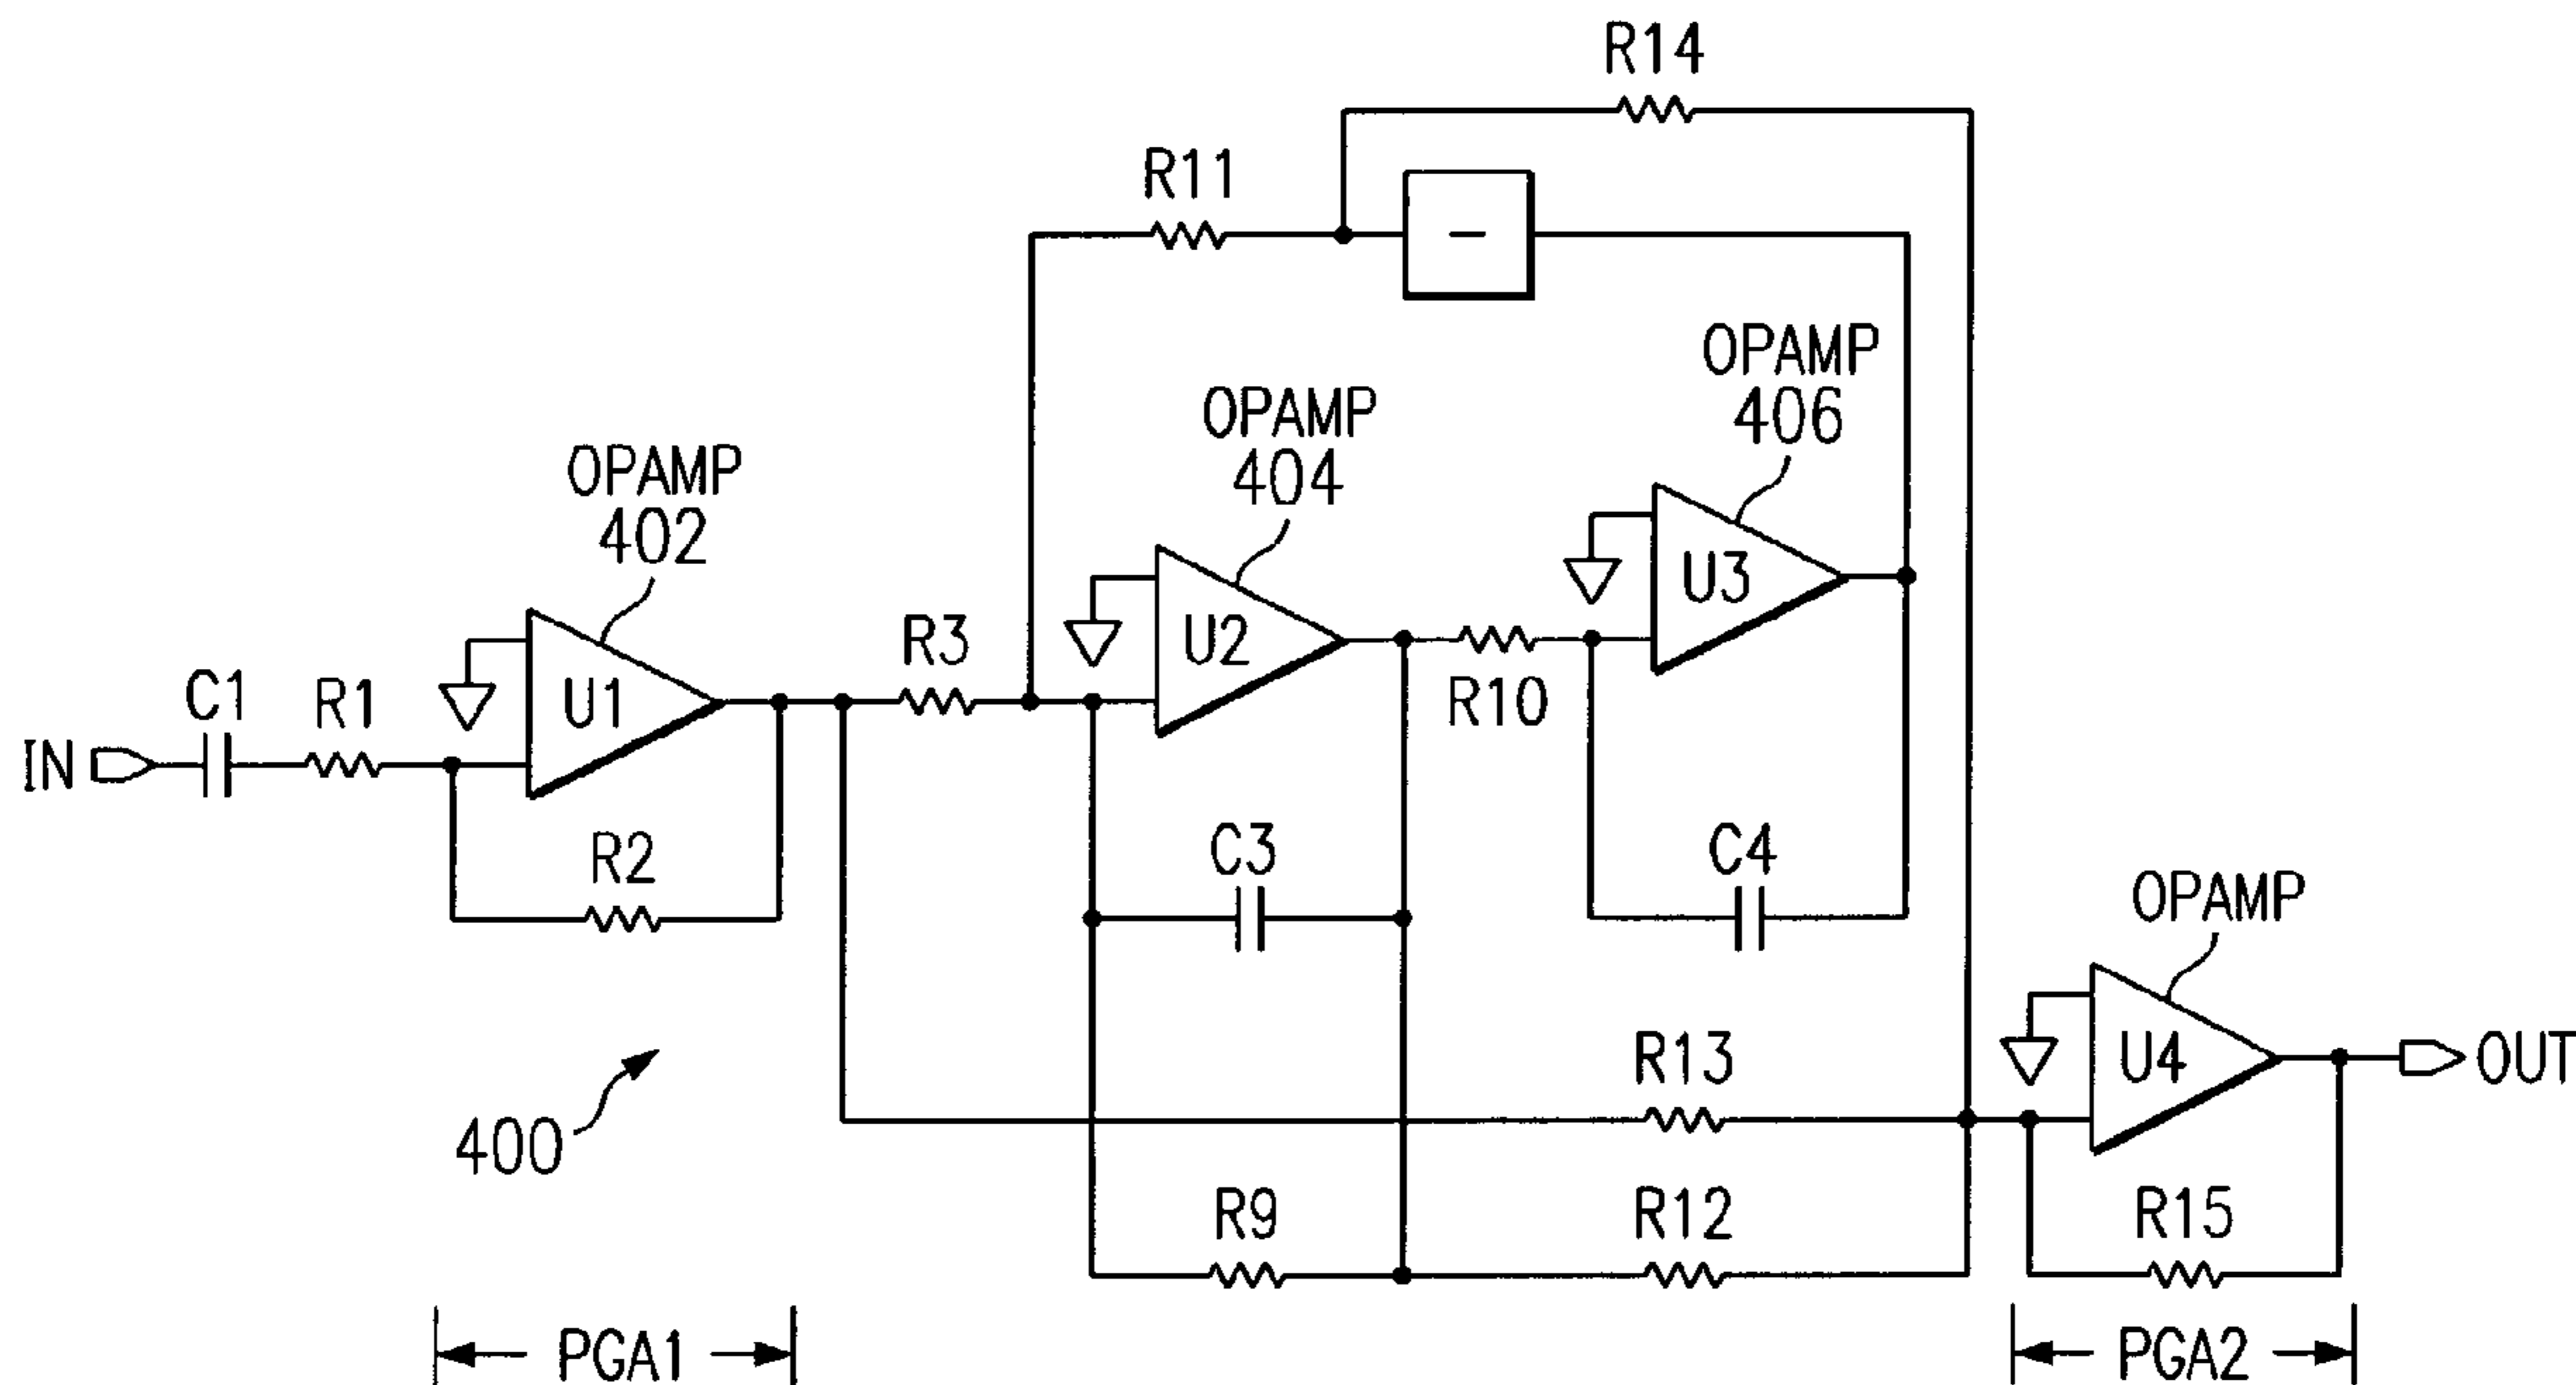 R14
R11
-
OPAMP
406
OPAMP
404
OPAMP
402
U3
U2
R3
U1
C1
R1
R10
IN
R2
C3
C4
OPAMP
R13
U4
OUT
400
R9
R12
R15
PGA1
PGA2